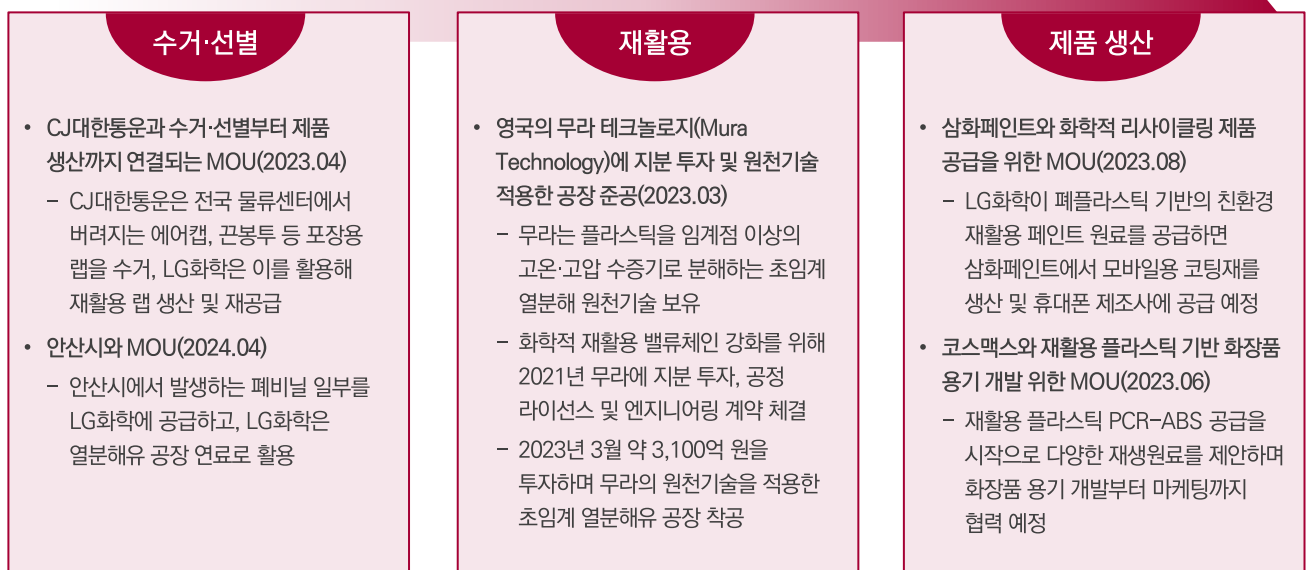 수거·선별
• CJ대한통운과 수거·선별부터 제품
생산까지 연결되는 MOU(2023.04)
– CJ대한통운은 전국 물류센터에서
버려지는 에어캡, 끈봉투 등 포장용
랩을 수거, LG화학은 이를 활용해
재활용 랩 생산 및 재공급
• 안산시와 MOU(2024.04)
– 안산시에서 발생하는 폐비닐 일부를
LG화학에 공급하고, LG화학은
열분해유 공장 연료로 활용
재활용
• 영국의 무라 테크놀로지(Mura
Technology)에 지분 투자 및 원천기술
적용한 공장 준공(2023.03)
– 무라는 플라스틱을 임계점 이상의
고온·고압 수증기로 분해하는 초임계
열분해 원천기술 보유
– 화학적 재활용 밸류체인 강화를 위해
2021년 무라에 지분 투자, 공정
라이선스 및 엔지니어링 계약 체결
– 2023년 3월 약 3,100억 원을
투자하며 무라의 원천기술을 적용한
초임계 열분해유 공장 착공
제품 생산
• 삼화페인트와 화학적 리사이클링 제품
공급을 위한 MOU(2023.08)
– LG화학이 폐플라스틱 기반의 친환경
재활용 페인트 원료를 공급하면
삼화페인트에서 모바일용 코팅재를
생산 및 휴대폰 제조사에 공급 예정
• 코스맥스와 재활용 플라스틱 기반 화장품
용기 개발 위한 MOU(2023.06)
– 재활용 플라스틱 PCR-ABS 공급을
시작으로 다양한 재생원료를 제안하며
화장품 용기 개발부터 마케팅까지
협력 예정